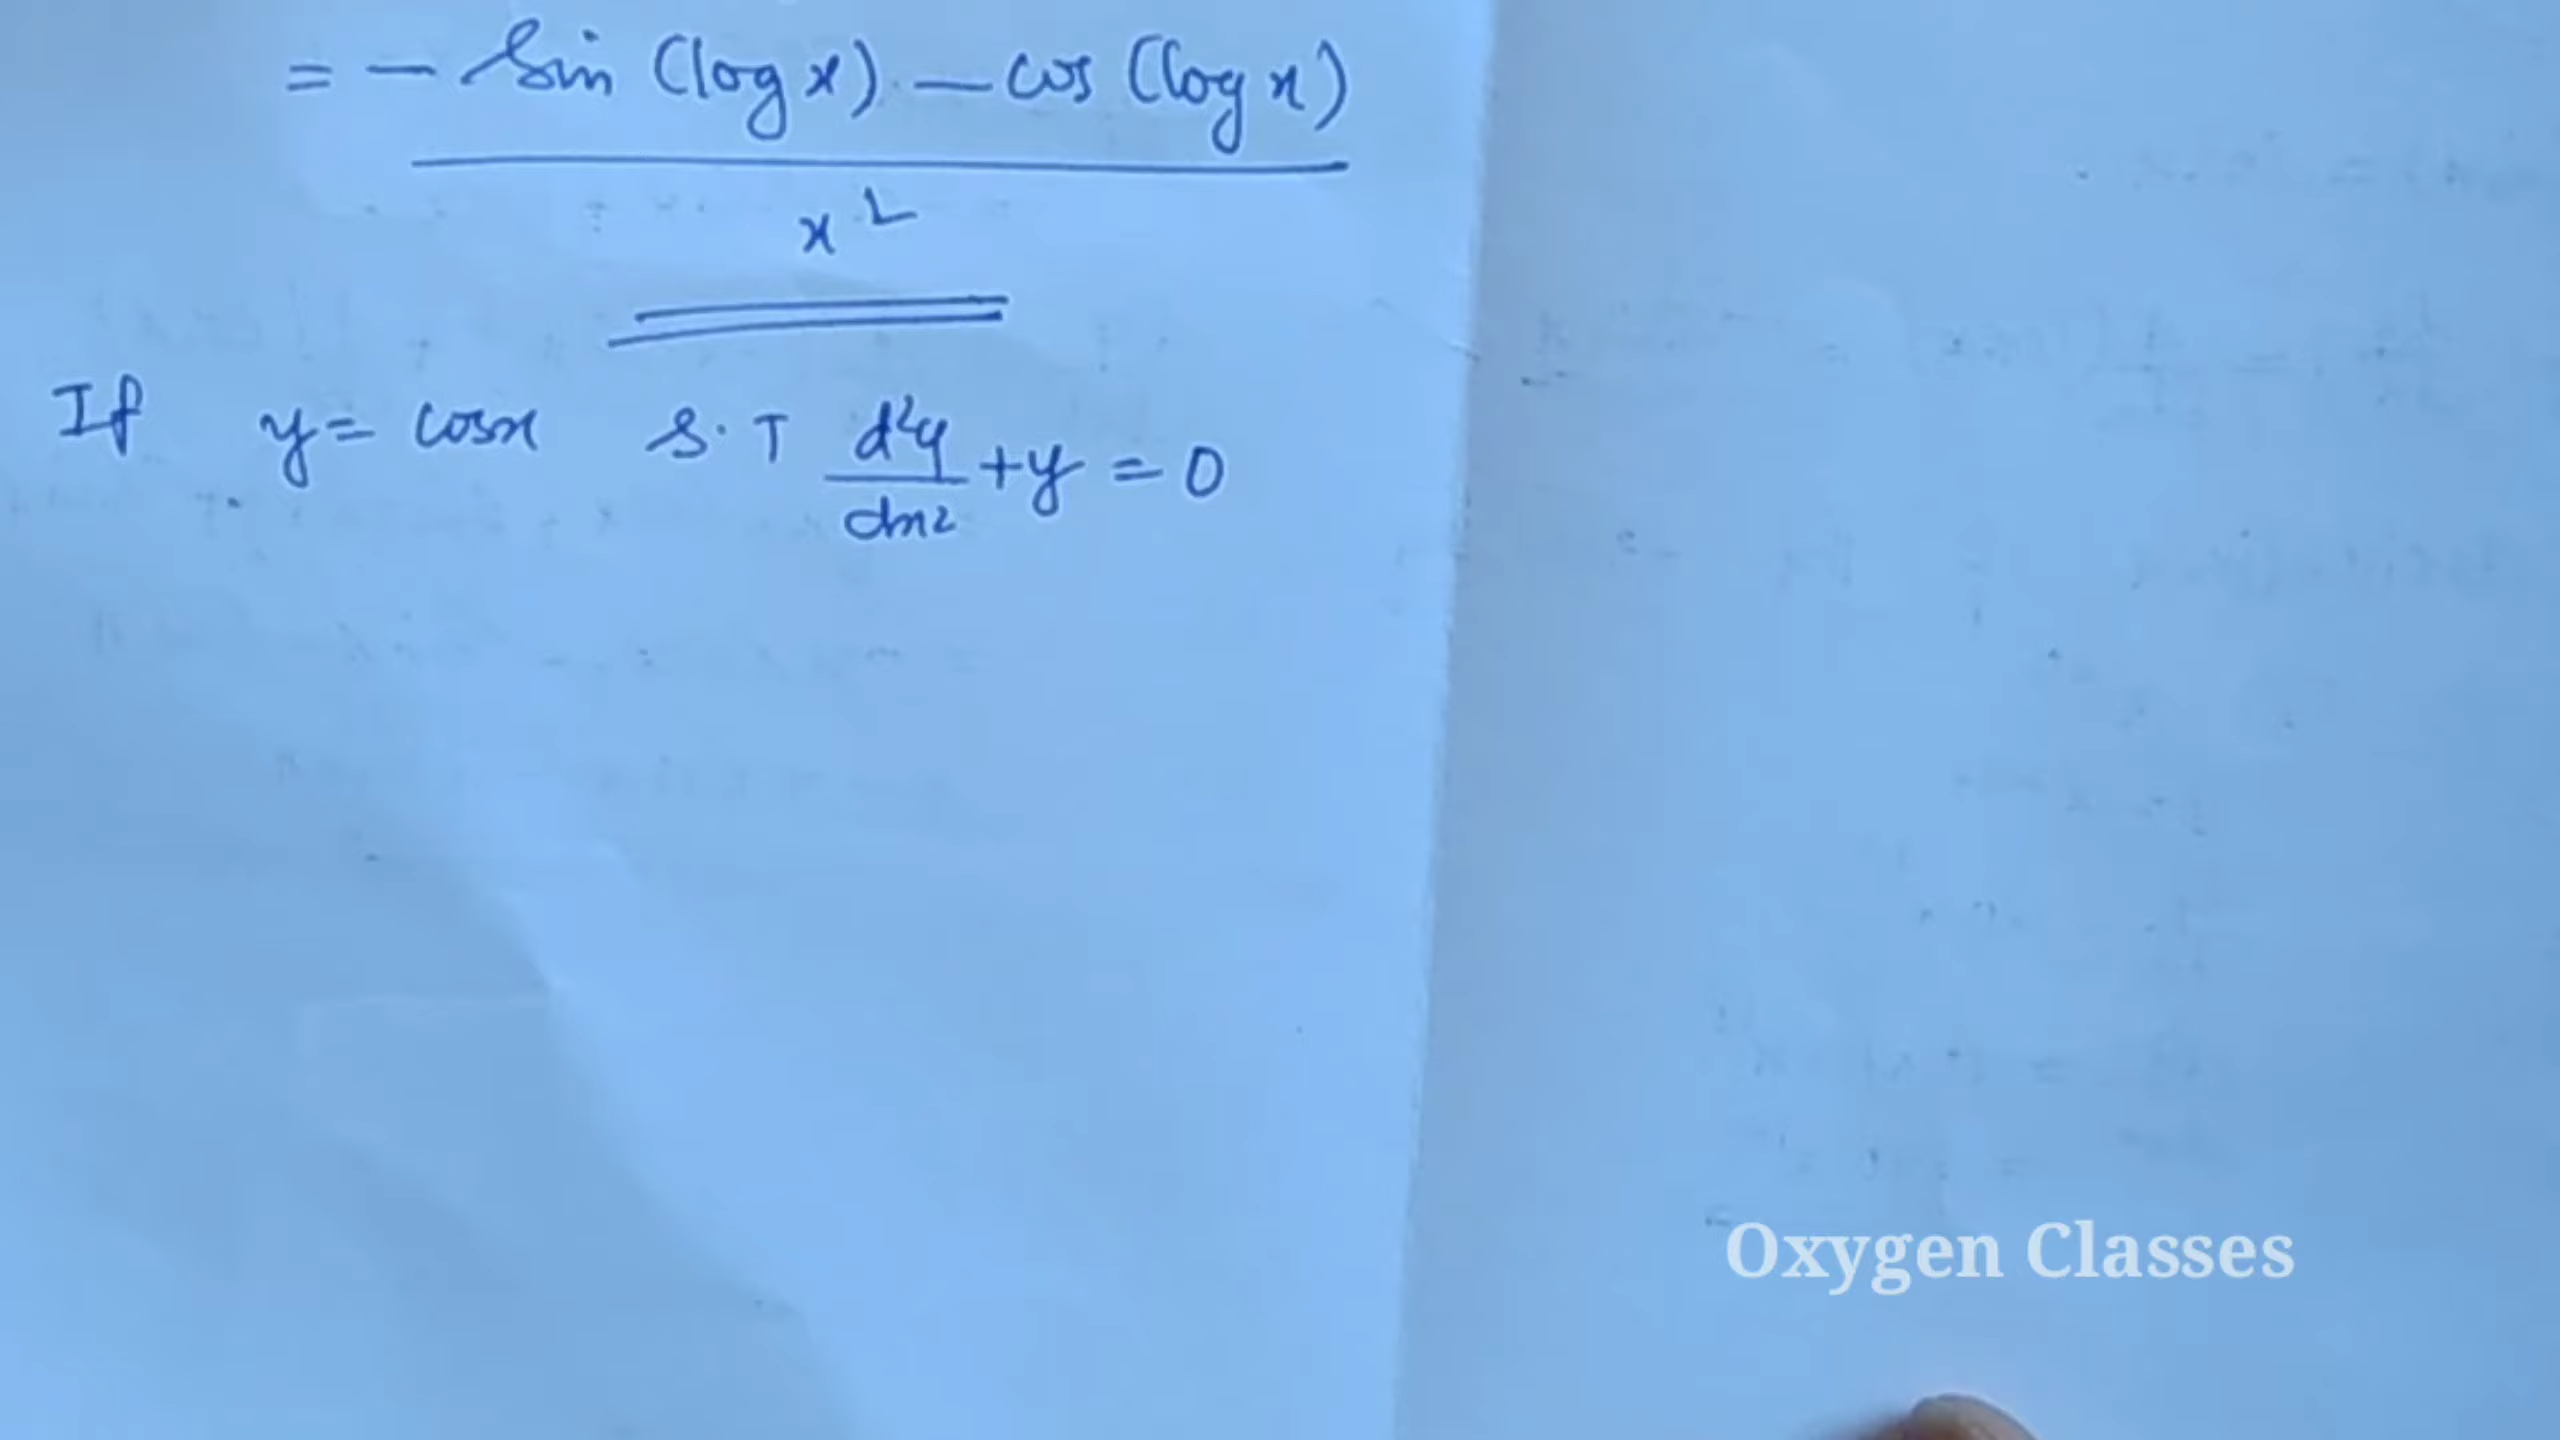 = - Sin (log x) - cos (log x)
x²
If y = cosx S.T d²y/dx² + y = 0
Oxygen Classes